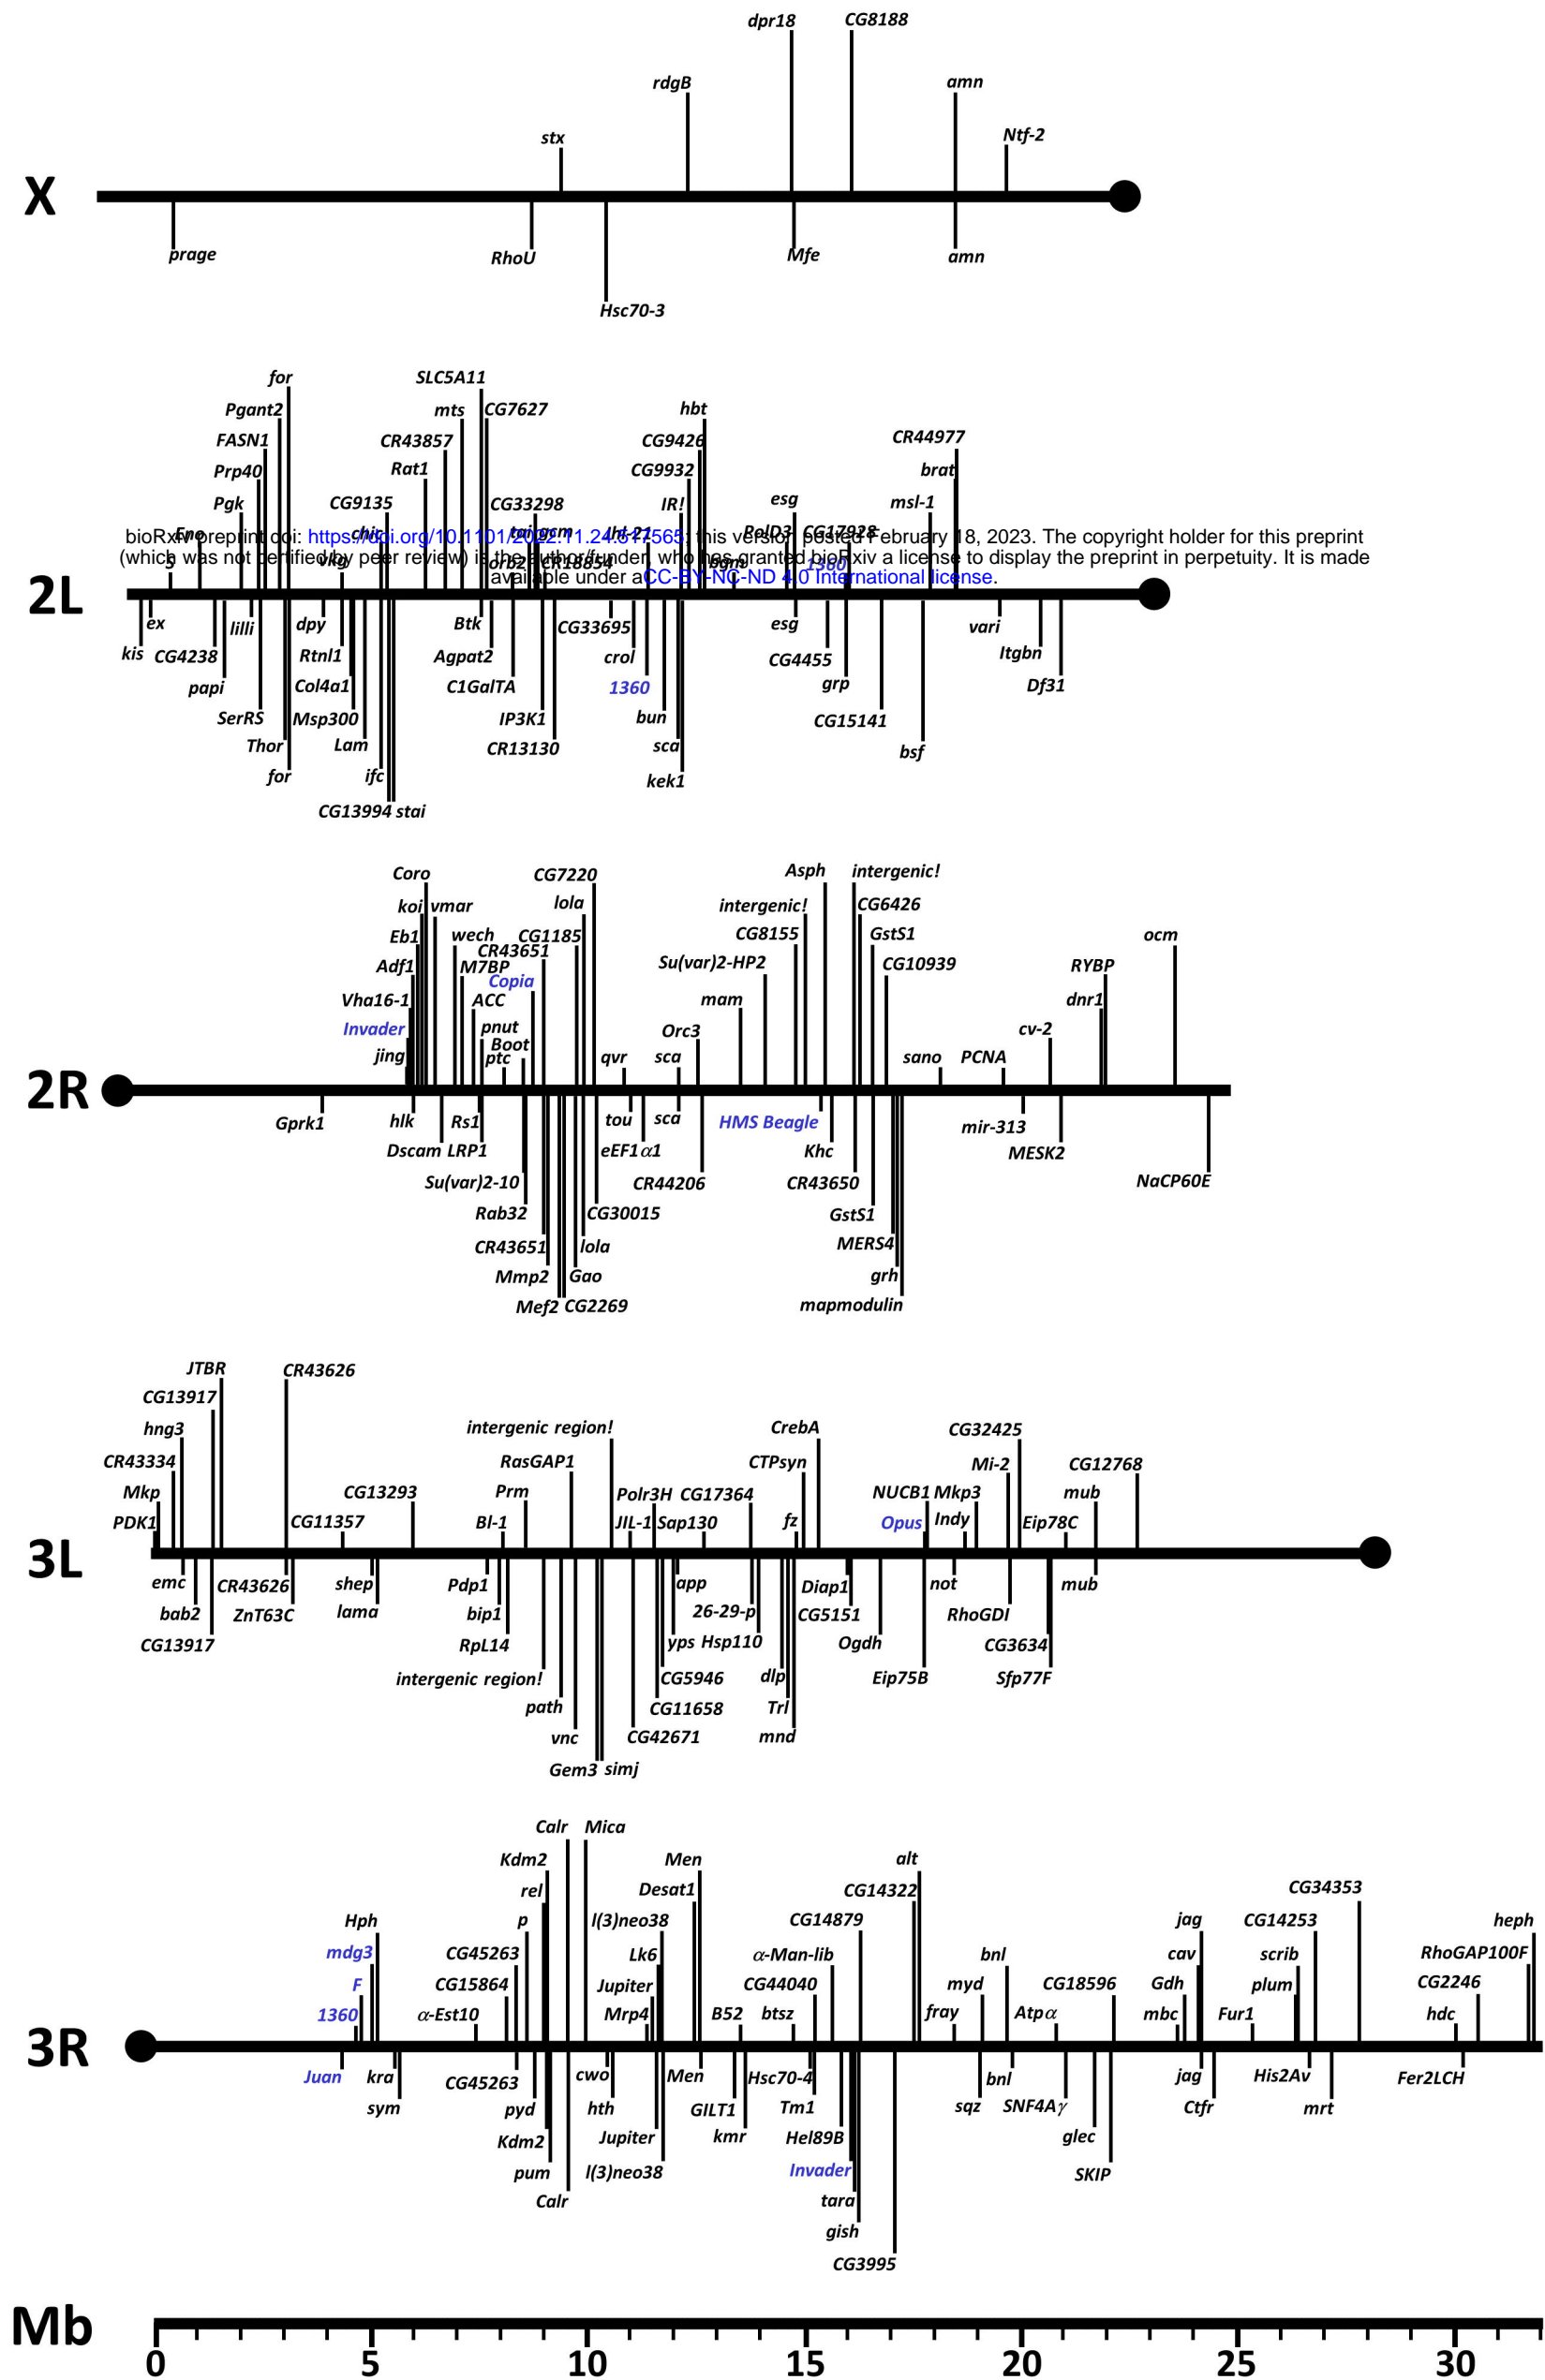 dpr18 CG8188
rdgB amn
stx Ntf-2
X
prage RhoU Mfe amn
Hsc70-3
for SLC5A11
Pgant2 mts CG7627 hbt
FASN1 CR43857 CG9426 CR44977
Prp40 Rat1 CG9932 brat
Pgk CG9135 CG33298 IR! esg msl-1
Eno chic tai gcm Jhl-21 PolD3 CG17928
bioRxiv preprint doi: https://doi.org/10.1101/2022.11.24.517565; this version posted February 18, 2023. The copyright holder for this preprint
(which was not certified by peer review) is the author/funder, who has granted bioRxiv a license to display the preprint in perpetuity. It is made
available under aCC-BY-NC-ND 4.0 International license.
S vkg orb2 CR18854 bgm 1360
2L
ex lilli dpy Btk CG33695 esg vari
kis CG4238 Rtnl1 Agpat2 crol CG4455 Itgbn
papi Col4a1 C1GalTA 1360 grp Df31
SerRS Msp300 IP3K1 bun CG15141
Thor Lam CR13130 sca bsf
for ifc kek1
CG13994 stai
Coro CG7220 Asph intergenic!
koi vmar lola intergenic! CG6426
Eb1 wech CG1185 CG8155 GstS1 ocm
CR43651
Adf1 M7BP Su(var)2-HP2 CG10939 RYBP
Copia
Vha16-1 ACC mam dnr1
Invader pnut Orc3 cv-2
Boot
jing ptc qvr sca sano PCNA
2R
Gprk1 hlk Rs1 tou sca HMS Beagle mir-313
Dscam LRP1 eEF1α1 Khc MESK2
Su(var)2-10 CR44206 CR43650 NaCP60E
Rab32 CG30015 GstS1
CR43651 lola MERS4
Mmp2 Gao grh
Mef2 CG2269 mapmodulin
JTBR CR43626
CG13917
hng3 intergenic region! CrebA CG32425
CR43334 RasGAP1 CTPsyn Mi-2 CG12768
Mkp CG13293 Prm Polr3H CG17364 NUCB1 Mkp3 mub
PDK1 CG11357 Bl-1 JIL-1 Sap130 fz Opus Indy Eip78C
3L
emc CR43626 shep Pdp1 app Diap1 not mub
bab2 ZnT63C lama bip1 26-29-p CG5151 RhoGDI
CG13917 RpL14 yps Hsp110 Ogdh CG3634
intergenic region! CG5946 dlp Eip75B Sfp77F
path CG11658 Trl
vnc CG42671 mnd
Gem3 simj
Calr Mica
Kdm2 Men alt
rel Desat1 CG14322 CG34353
Hph p l(3)neo38 CG14879 jag CG14253 heph
mdg3 CG45263 Lk6 α-Man-lib bnl cav scrib RhoGAP100F
F CG15864 Jupiter CG44040 myd CG18596 Gdh plum CG2246
1360 α-Est10 Mrp4 B52 btsz fray Atpα mbc Fur1 hdc
3R
Juan kra CG45263 cwo Men Hsc70-4 bnl jag His2Av Fer2LCH
sym pyd hth GILT1 Tm1 sqz SNF4Aγ Ctfr mrt
Kdm2 Jupiter kmr Hel89B glec
pum l(3)neo38 Invader SKIP
Calr tara
gish
CG3995
Mb
0 5 10 15 20 25 30